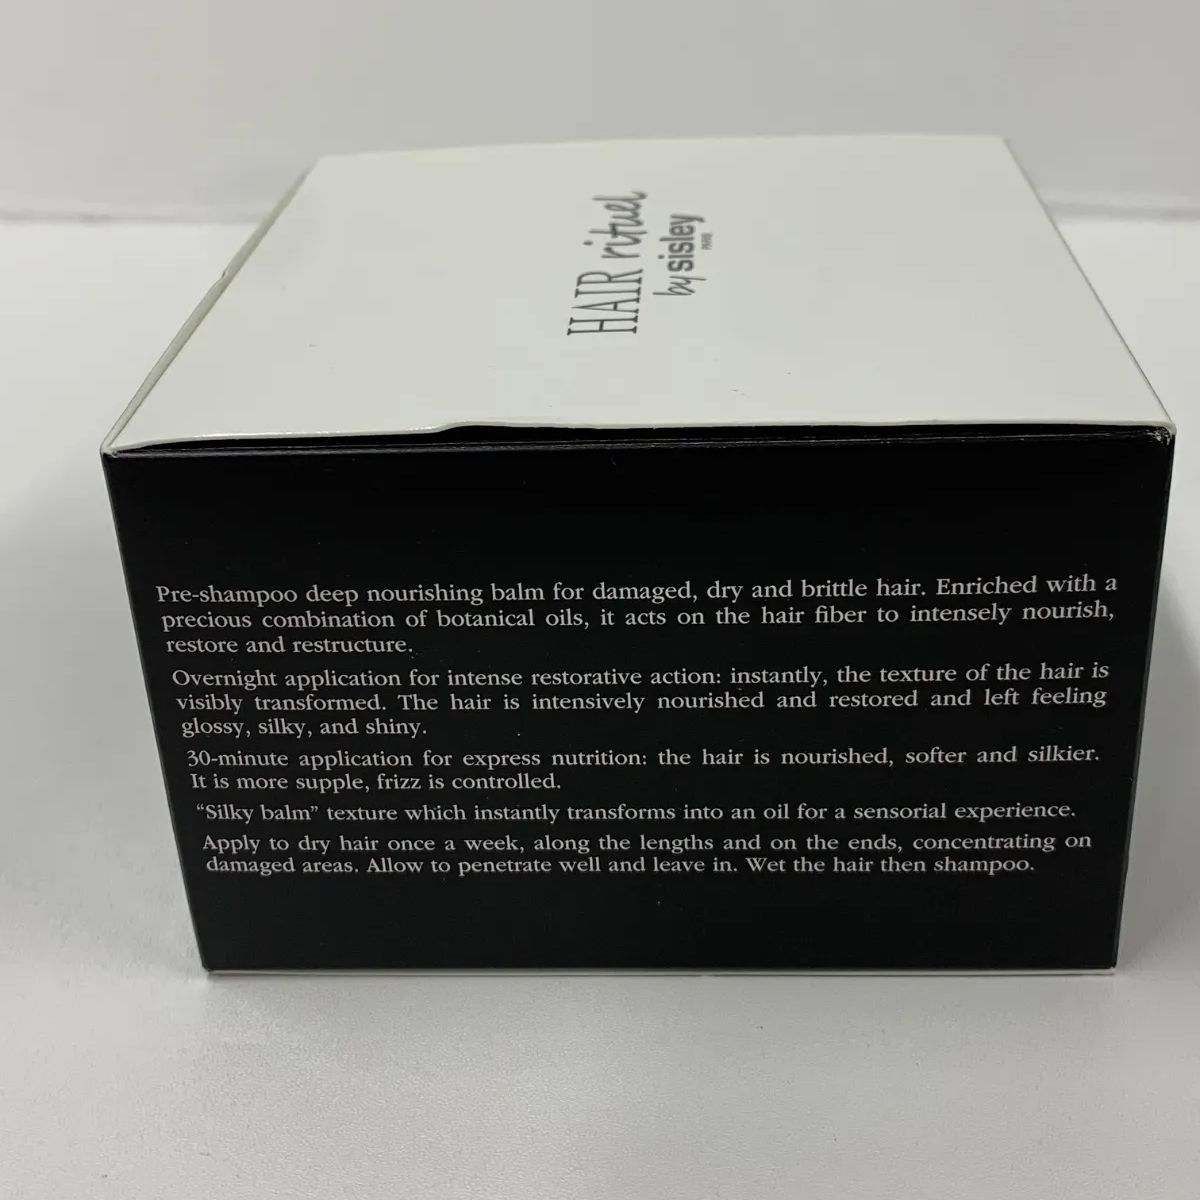 HAIR rituel
by sisley
PARIS
Pre-shampoo deep nourishing balm for damaged, dry and brittle hair. Enriched with a
precious combination of botanical oils, it acts on the hair fiber to intensely nourish,
restore and restructure.
Overnight application for intense restorative action: instantly, the texture of the hair is
visibly transformed. The hair is intensively nourished and restored and left feeling
glossy, silky, and shiny.
30-minute application for express nutrition: the hair is nourished, softer and silkier.
It is more supple, frizz is controlled.
“Silky balm” texture which instantly transforms into an oil for a sensorial experience.
Apply to dry hair once a week, along the lengths and on the ends, concentrating on
damaged areas. Allow to penetrate well and leave in. Wet the hair then shampoo.